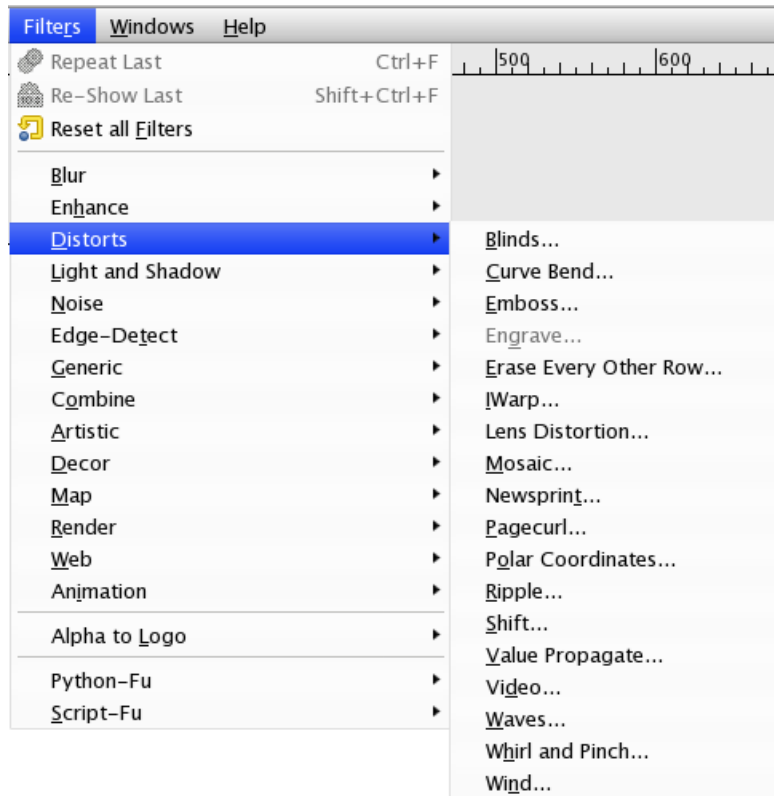 Filters Windows Help
Repeat Last Ctrl+F
Re-Show Last Shift+Ctrl+F
Reset all Filters
500 600
Blur
Enhance
Distorts
Light and Shadow
Noise
Edge-Detect
Generic
Combine
Artistic
Decor
Map
Render
Web
Animation
Alpha to Logo
Python-Fu
Script-Fu
Blinds...
Curve Bend...
Emboss...
Engrave...
Erase Every Other Row...
IWarp...
Lens Distortion...
Mosaic...
Newsprint...
Pagecurl...
Polar Coordinates...
Ripple...
Shift...
Value Propagate...
Video...
Waves...
Whirl and Pinch...
Wind...